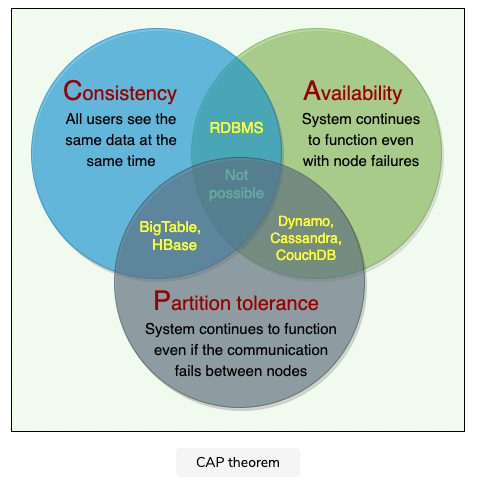 Consistency
All users see the
same data at the
same time
RDBMS
Availability
System continues
to function even
with node failures
Not
possible
BigTable,
HBase
Dynamo,
Cassandra,
CouchDB
Partition tolerance
System continues to function
even if the communication
fails between nodes
CAP theorem